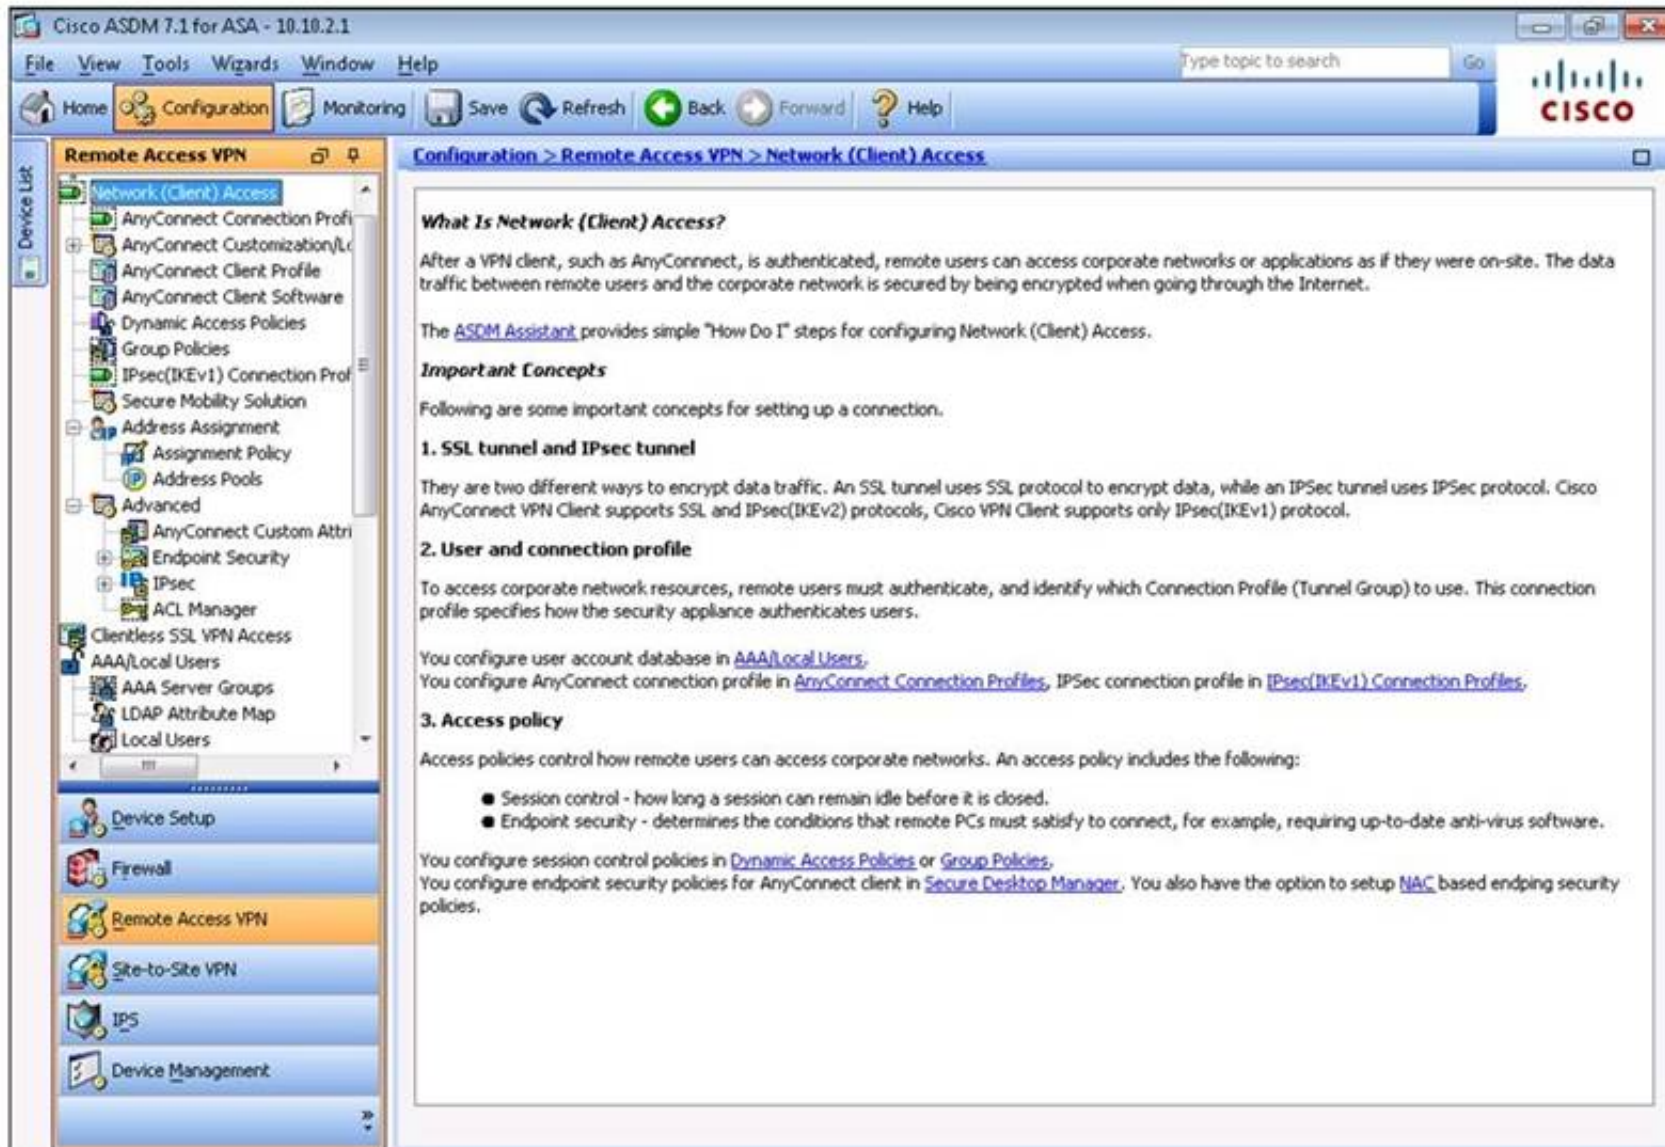 Cisco ASDM 7.1 for ASA - 10.10.2.1
File View Tools Wizards Window Help
Type topic to search Go
CISCO
Home Configuration Monitoring Save Refresh Back Forward Help
Device List
Remote Access VPN
Network (Client) Access
AnyConnect Connection Profi
AnyConnect Customization/Lo
AnyConnect Client Profile
AnyConnect Client Software
Dynamic Access Policies
Group Policies
IPsec(IKEv1) Connection Prof
Secure Mobility Solution
Address Assignment
Assignment Policy
Address Pools
Advanced
AnyConnect Custom Attri
Endpoint Security
IPsec
ACL Manager
Clientless SSL VPN Access
AAA/Local Users
AAA Server Groups
LDAP Attribute Map
Local Users
Device Setup
Firewall
Remote Access VPN
Site-to-Site VPN
IPS
Device Management
Configuration > Remote Access VPN > Network (Client) Access
What Is Network (Client) Access?
After a VPN client, such as AnyConnnect, is authenticated, remote users can access corporate networks or applications as if they were on-site. The data
traffic between remote users and the corporate network is secured by being encrypted when going through the Internet.
The ASDM Assistant provides simple "How Do I" steps for configuring Network (Client) Access.
Important Concepts
Following are some important concepts for setting up a connection.
1. SSL tunnel and IPsec tunnel
They are two different ways to encrypt data traffic. An SSL tunnel uses SSL protocol to encrypt data, while an IPSec tunnel uses IPSec protocol. Cisco
AnyConnect VPN Client supports SSL and IPsec(IKEv2) protocols, Cisco VPN Client supports only IPsec(IKEv1) protocol.
2. User and connection profile
To access corporate network resources, remote users must authenticate, and identify which Connection Profile (Tunnel Group) to use. This connection
profile specifies how the security appliance authenticates users.
You configure user account database in AAA/Local Users.
You configure AnyConnect connection profile in AnyConnect Connection Profiles, IPSec connection profile in IPsec(IKEv1) Connection Profiles.
3. Access policy
Access policies control how remote users can access corporate networks. An access policy includes the following:
● Session control - how long a session can remain idle before it is closed.
● Endpoint security - determines the conditions that remote PCs must satisfy to connect, for example, requiring up-to-date anti-virus software.
You configure session control policies in Dynamic Access Policies or Group Policies.
You configure endpoint security policies for AnyConnect client in Secure Desktop Manager. You also have the option to setup NAC based endping security
policies.